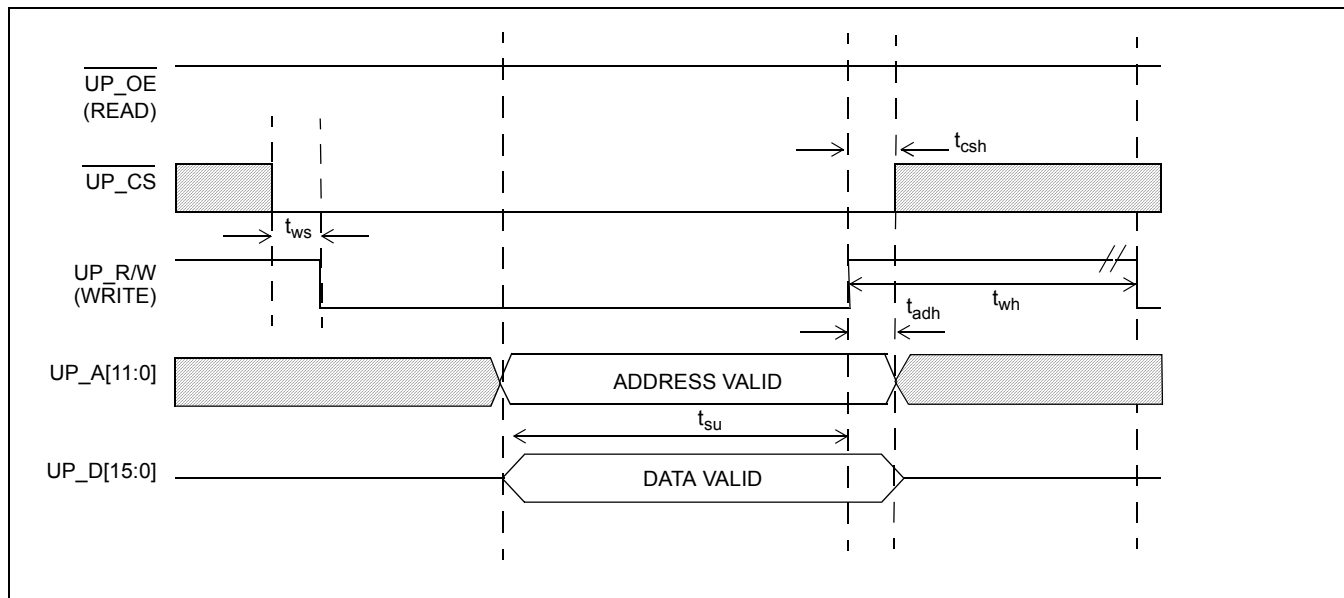 UP_OE
(READ)
t_csh
UP_CS
t_ws
UP_R/W
(WRITE)
t_wh
t_adh
UP_A[11:0]
ADDRESS VALID
t_su
UP_D[15:0]
DATA VALID